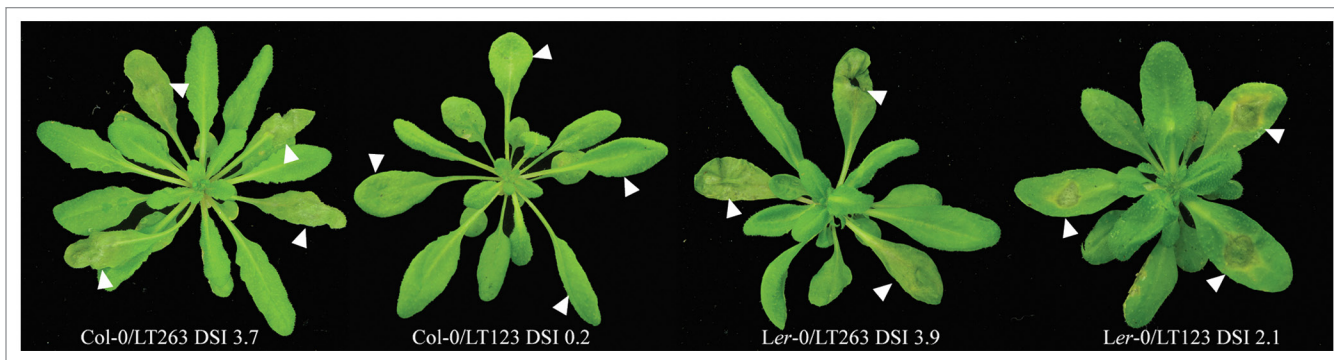 Col-0/LT263 DSI 3.7
Col-0/LT123 DSI 0.2
Ler-0/LT263 DSI 3.9
Ler-0/LT123 DSI 2.1